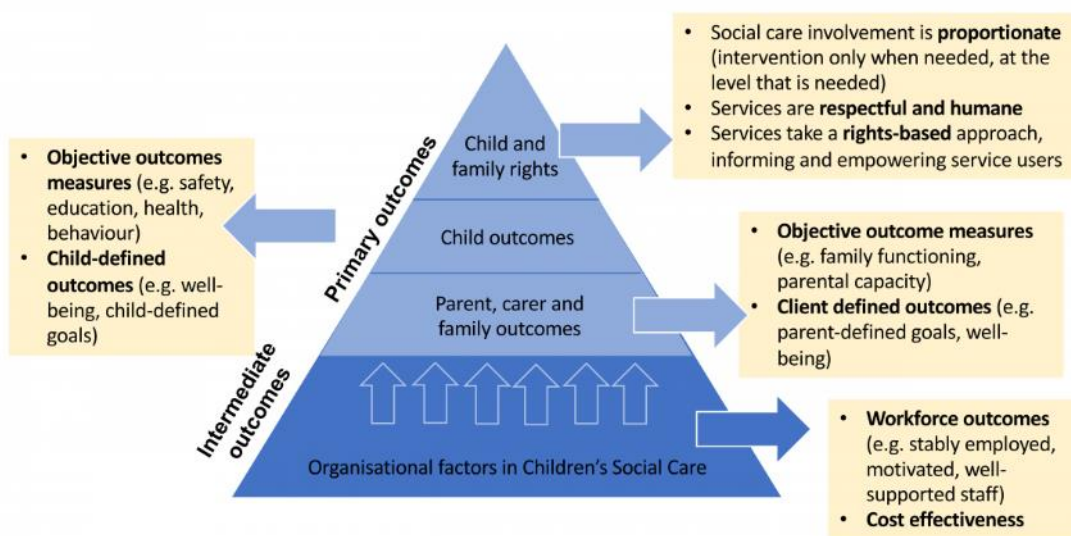 • Social care involvement is proportionate
(intervention only when needed, at the
level that is needed)
• Services are respectful and humane
• Services take a rights-based approach,
informing and empowering service users
Child and
family rights
Primary outcomes
• Objective outcomes
measures (e.g. safety,
education, health,
behaviour)
• Child-defined
outcomes (e.g. well-
being, child-defined
goals)
Child outcomes
• Objective outcome measures
(e.g. family functioning,
parental capacity)
• Client defined outcomes (e.g.
parent-defined goals, well-
being)
Parent, carer and
family outcomes
Intermediate
outcomes
Organisational factors in Children's Social Care
• Workforce outcomes
(e.g. stably employed,
motivated, well-
supported staff)
• Cost effectiveness